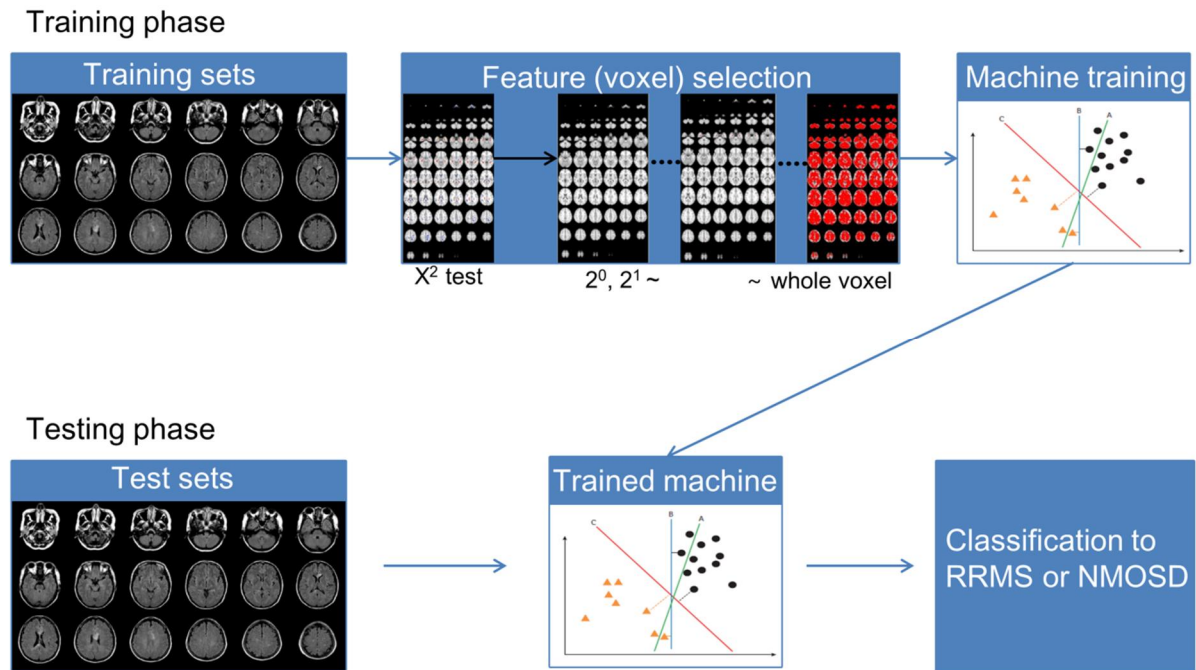 Training phase
Training sets
Feature (voxel) selection
Machine training
C
B
A
X² test
2⁰, 2¹ ~
~ whole voxel
Testing phase
Test sets
Trained machine
C
B
A
Classification to
RRMS or NMOSD